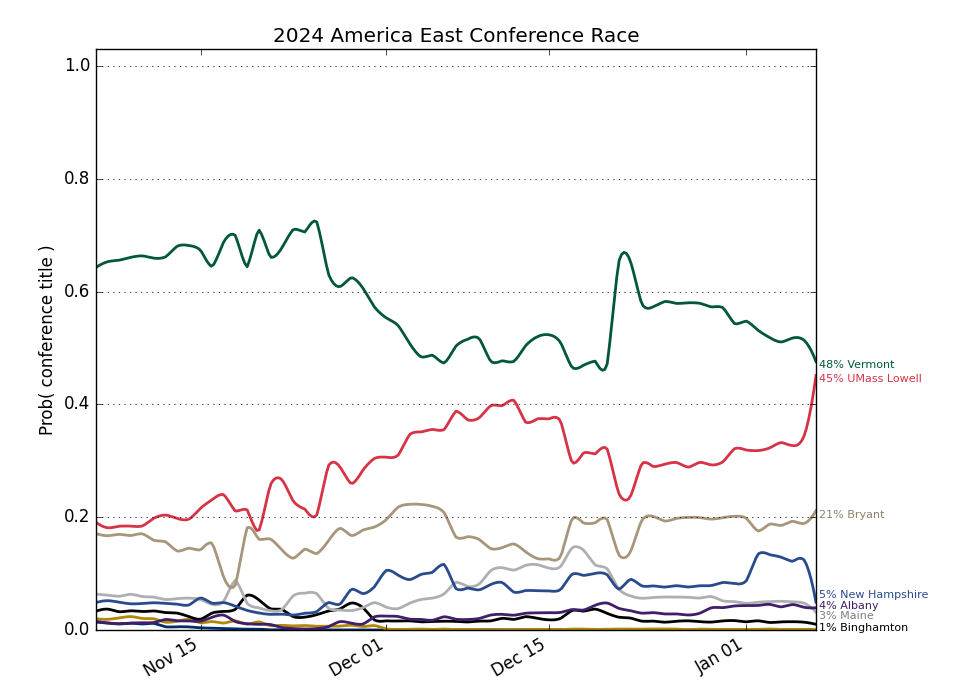 2024 America East Conference Race
Prob( conference title )
1.0
0.8
0.6
0.4
0.2
0.0
48% Vermont
45% UMass Lowell
21% Bryant
5% New Hampshire
4% Albany
3% Maine
1% Binghamton
Nov 15
Dec 01
Dec 15
Jan 01